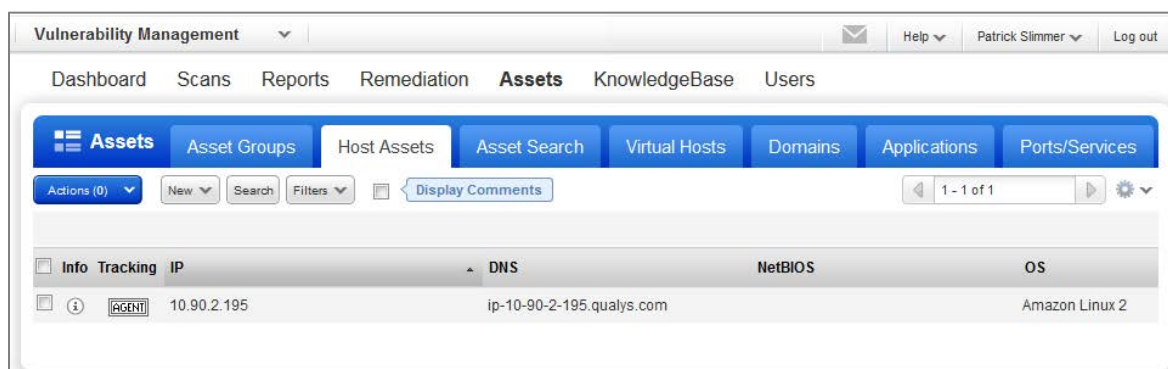 Vulnerability Management Help Patrick Slimmer Log out
Dashboard Scans Reports Remediation Assets KnowledgeBase Users
Assets Asset Groups Host Assets Asset Search Virtual Hosts Domains Applications Ports/Services
Actions (0) New Search Filters Display Comments 1 - 1 of 1
Info Tracking IP DNS NetBIOS OS
AGENT 10.90.2.195 ip-10-90-2-195.qualys.com Amazon Linux 2